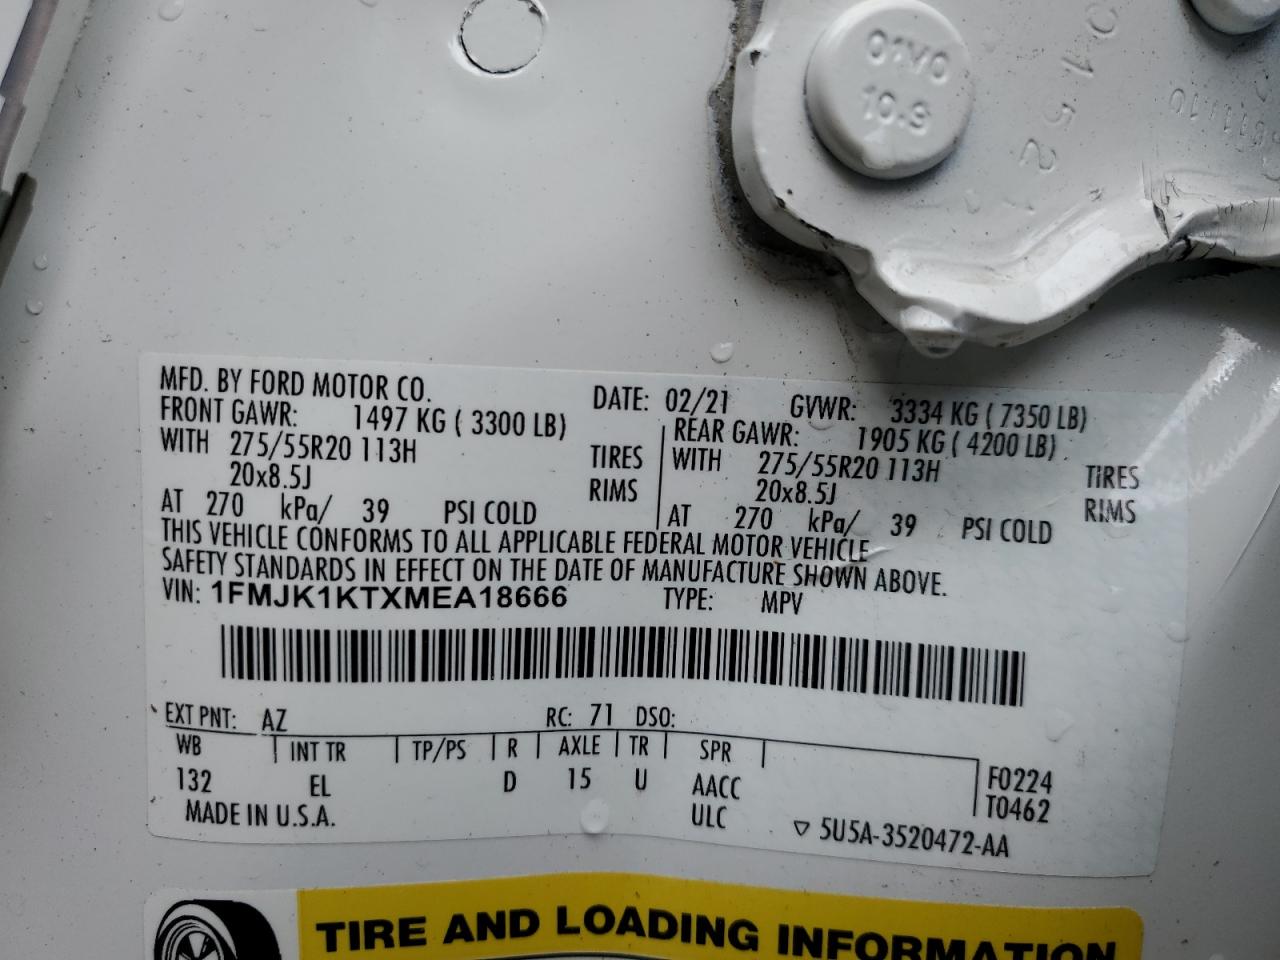 01M0
10.9
0152
MFD. BY FORD MOTOR CO.
DATE: 02/21
GVWR: 3334 KG ( 7350 LB)
FRONT GAWR: 1497 KG ( 3300 LB)
REAR GAWR: 1905 KG ( 4200 LB)
WITH 275/55R20 113H TIRES
WITH 275/55R20 113H TIRES
20x8.5J RIMS
20x8.5J RIMS
AT 270 kPa/ 39 PSI COLD
AT 270 kPa/ 39 PSI COLD
THIS VEHICLE CONFORMS TO ALL APPLICABLE FEDERAL MOTOR VEHICLE
SAFETY STANDARDS IN EFFECT ON THE DATE OF MANUFACTURE SHOWN ABOVE.
VIN: 1FMJK1KTXMEA18666 TYPE: MPV
EXT PNT: AZ RC: 71 DSO:
WB INT TR TP/PS R AXLE TR SPR
132 EL D 15 U AACC
ULC
F0224
T0462
MADE IN U.S.A.
▽ 5U5A-3520472-AA
TIRE AND LOADING INFORMATION